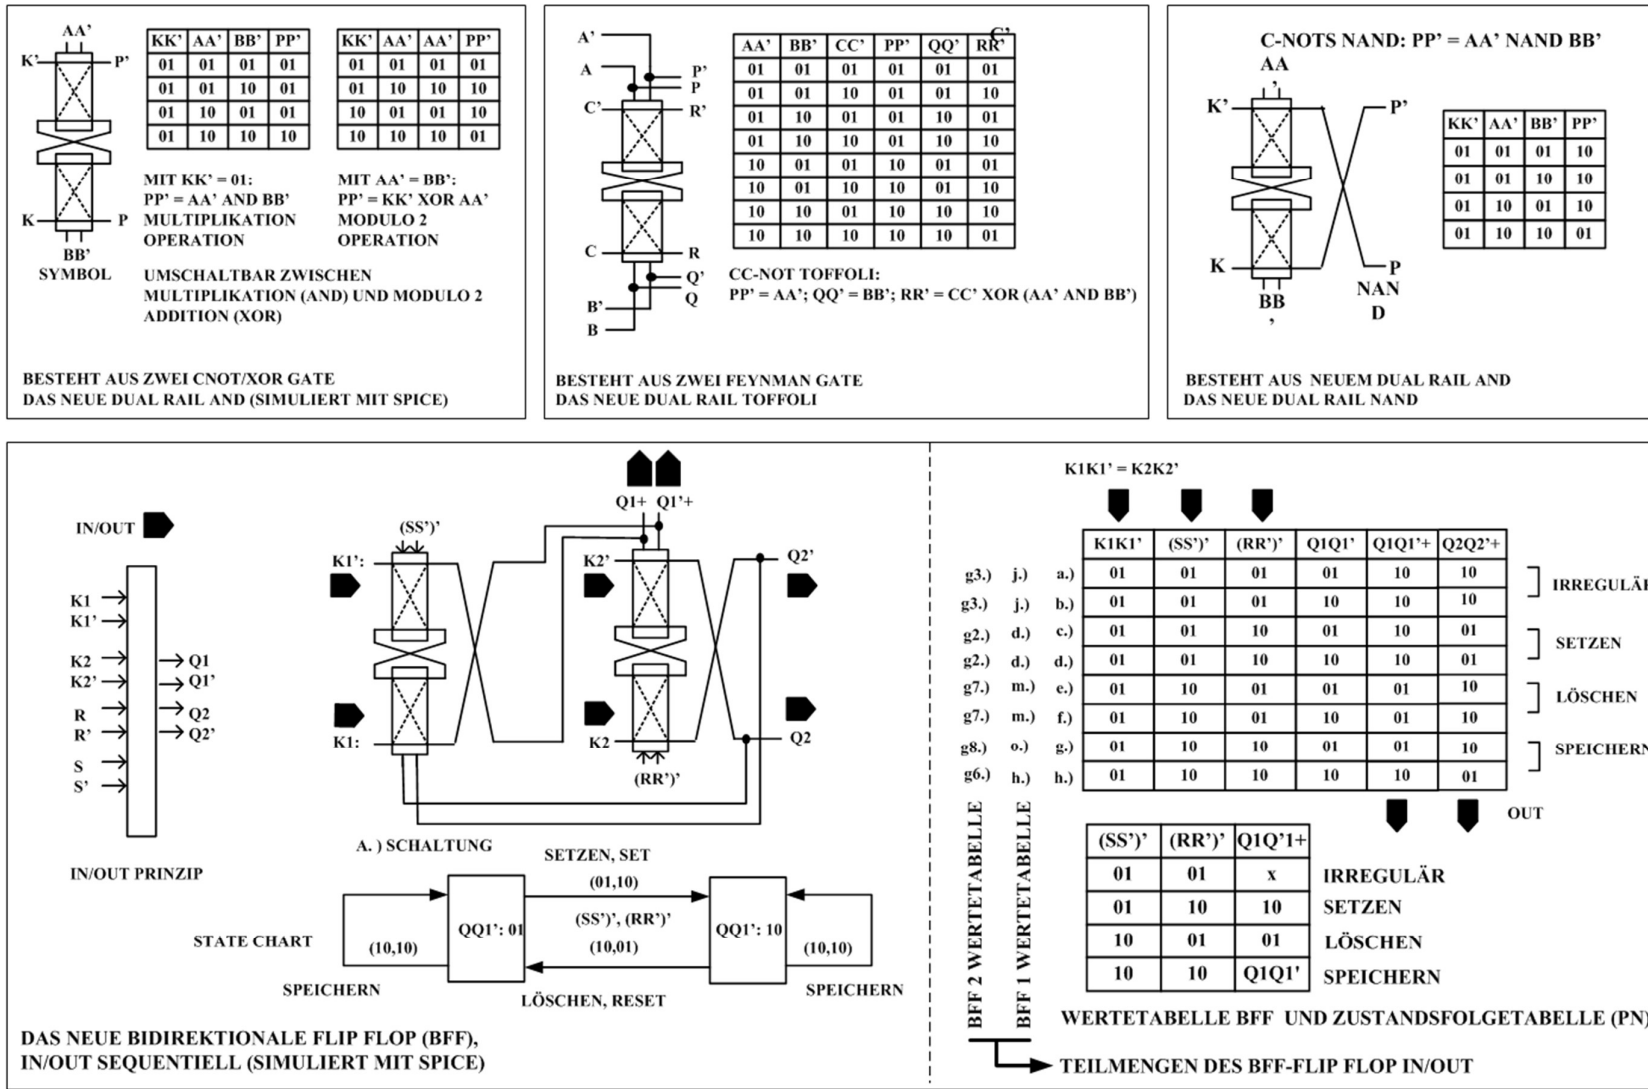 AA'
K'
P'
K
P
BB'
SYMBOL
KK' AA' BB' PP'
01 01 01 01
01 01 10 01
01 10 01 01
01 10 10 10
KK' AA' AA' PP'
01 01 01 01
01 10 10 10
10 01 01 10
10 10 10 01
MIT KK' = 01:
PP' = AA' AND BB'
MULTIPLIKATION
OPERATION
MIT AA' = BB':
PP' = KK' XOR AA'
MODULO 2
OPERATION
UMSCHALTBAR ZWISCHEN
MULTIPLIKATION (AND) UND MODULO 2
ADDITION (XOR)
BESTEHT AUS ZWEI CNOT/XOR GATE
DAS NEUE DUAL RAIL AND (SIMULIERT MIT SPICE)
A'
A
P'
P
C'
R'
C
R
Q'
Q
B'
B
C'
AA' BB' CC' PP' QQ' RR'
01 01 01 01 01 01
01 01 10 01 01 10
01 10 01 01 10 01
01 10 10 01 10 10
10 01 01 10 01 01
10 01 10 10 01 10
10 10 01 10 10 10
10 10 10 10 10 01
CC-NOT TOFFOLI:
PP' = AA'; QQ' = BB'; RR' = CC' XOR (AA' AND BB')
BESTEHT AUS ZWEI FEYNMAN GATE
DAS NEUE DUAL RAIL TOFFOLI
C-NOTS NAND: PP' = AA' NAND BB'
AA
'
K'
P'
K
P
BB
'
NAN
D
KK' AA' BB' PP'
01 01 01 10
01 01 10 10
01 10 01 10
01 10 10 01
BESTEHT AUS NEUEM DUAL RAIL AND
DAS NEUE DUAL RAIL NAND
IN/OUT
K1
K1'
K2
K2'
R
R'
S
S'
Q1
Q1'
Q2
Q2'
IN/OUT PRINZIP
Q1+ Q1'+
(SS')'
K1':
K2'
Q2'
K1:
K2
Q2
(RR')'
A. ) SCHALTUNG
SETZEN, SET
(01,10)
QQ1': 01
(SS')', (RR')'
QQ1': 10
STATE CHART
(10,10)
(10,01)
(10,10)
SPEICHERN
LÖSCHEN, RESET
SPEICHERN
DAS NEUE BIDIREKTIONALE FLIP FLOP (BFF),
IN/OUT SEQUENTIELL (SIMULIERT MIT SPICE)
K1K1' = K2K2'
K1K1' (SS')' (RR')' Q1Q1' Q1Q1'+ Q2Q2'+
g3.) j.) a.) 01 01 01 01 10 10
g3.) j.) b.) 01 01 01 10 10 10
IRREGULÄR
g2.) d.) c.) 01 01 10 01 10 01
g2.) d.) d.) 01 01 10 10 10 01
SETZEN
g7.) m.) e.) 01 10 01 01 01 10
g7.) m.) f.) 01 10 01 10 01 10
LÖSCHEN
g8.) o.) g.) 01 10 10 01 01 10
g6.) h.) h.) 01 10 10 10 10 01
SPEICHERN
OUT
BFF 2 WERTETABELLE
BFF 1 WERTETABELLE
(SS')' (RR')' Q1Q'1+
01 01 x IRREGULÄR
01 10 10 SETZEN
10 01 01 LÖSCHEN
10 10 Q1Q1' SPEICHERN
WERTETABELLE BFF UND ZUSTANDSFOLGETABELLE (PN)
TEILMENGEN DES BFF-FLIP FLOP IN/OUT